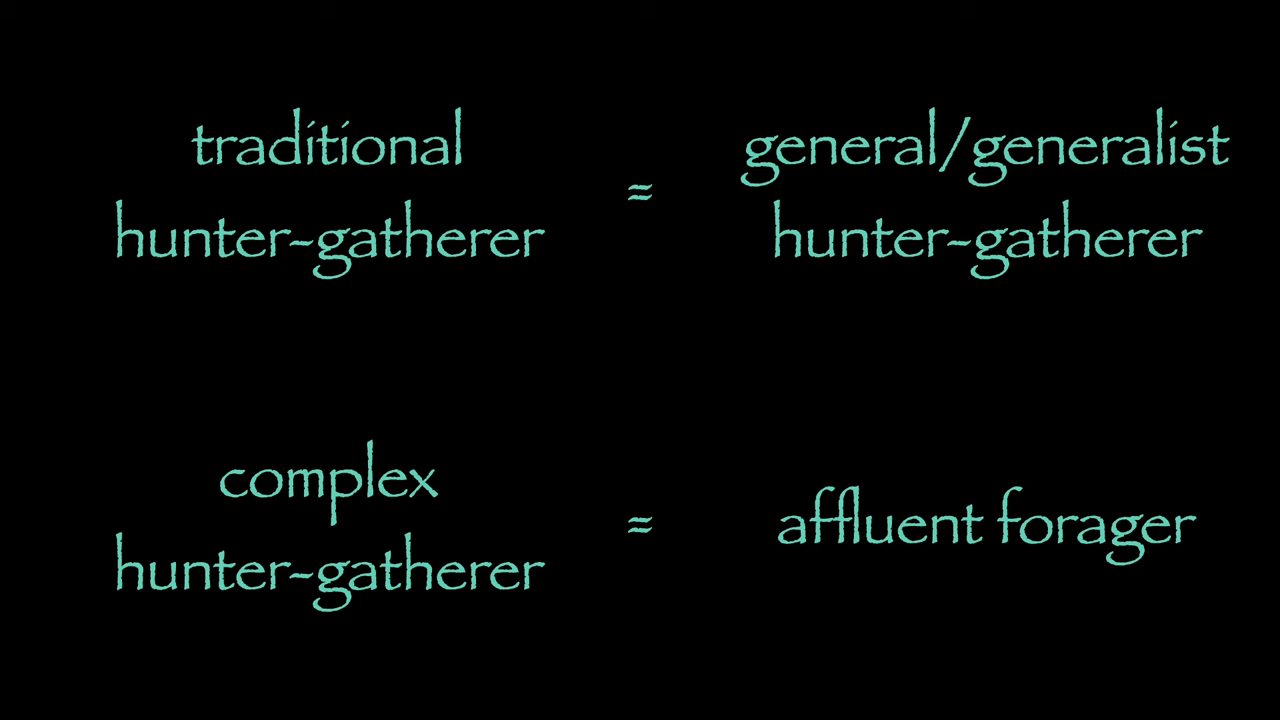 traditional
hunter-gatherer
≈
general/generalist
hunter-gatherer
complex
hunter-gatherer
≈
affluent forager